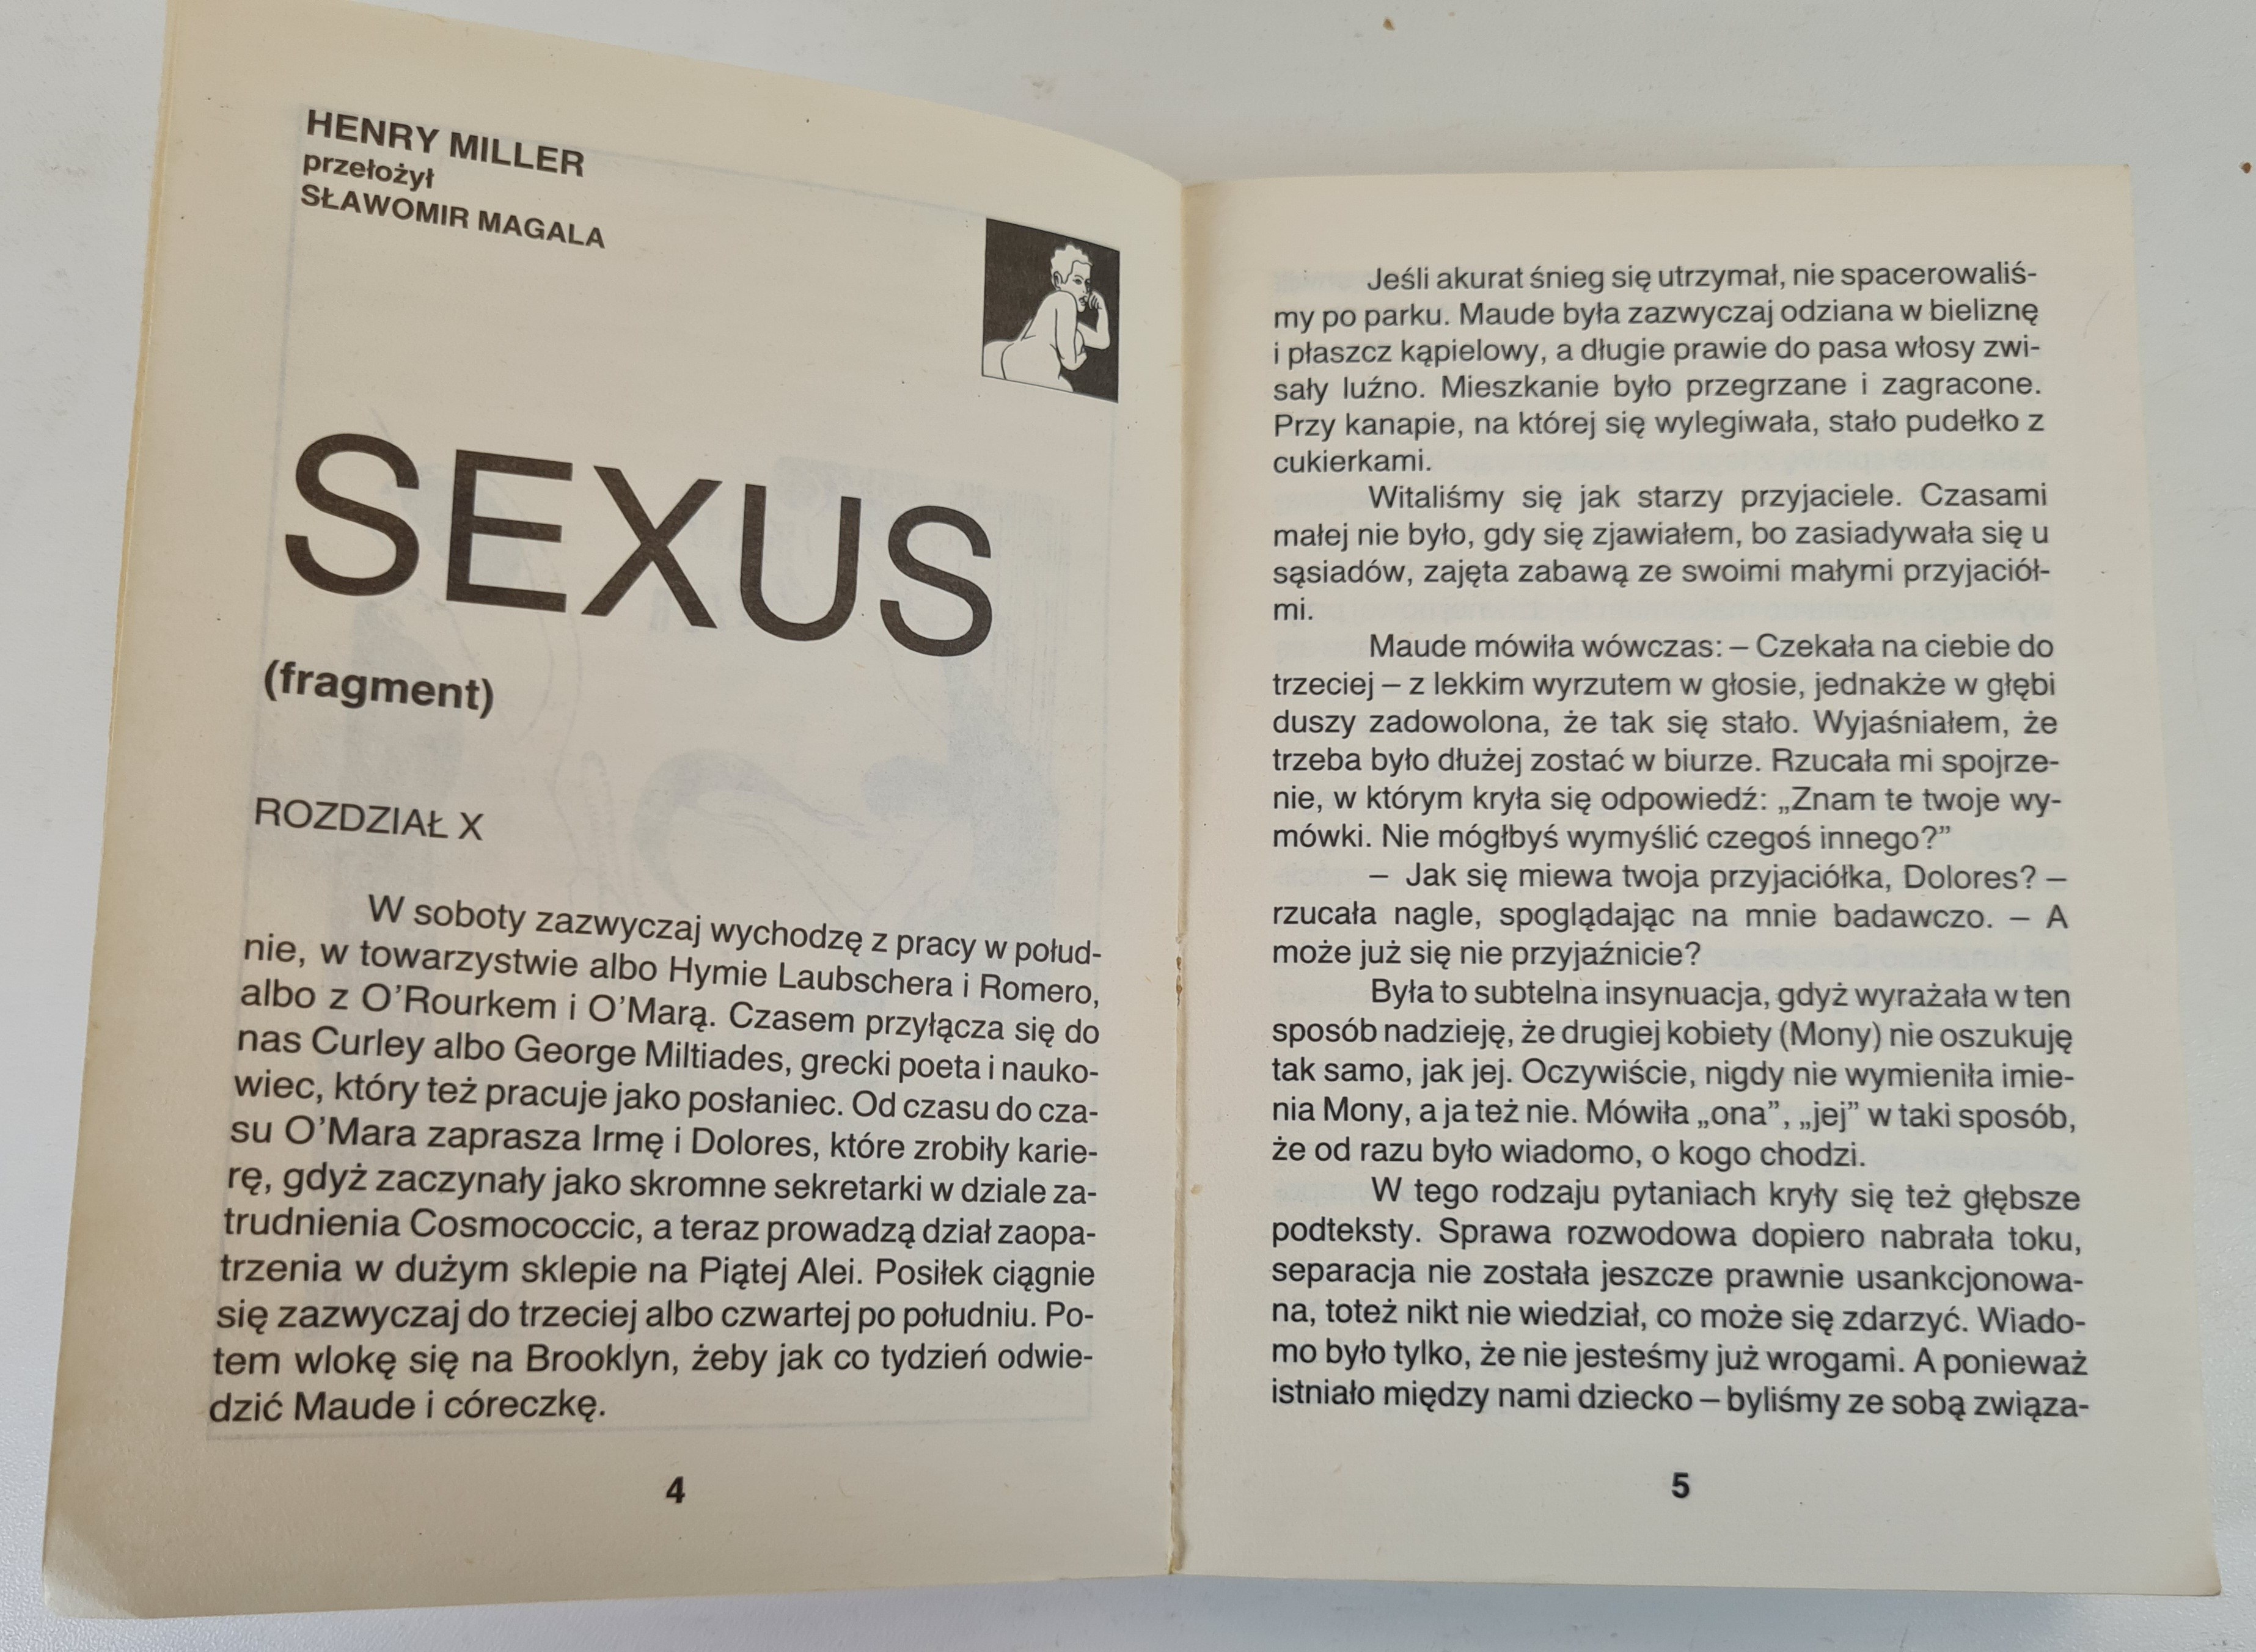 HENRY MILLER
przełożył
SŁAWOMIR MAGALA
SEXUS
(fragment)
ROZDZIAŁ X
W soboty zazwyczaj wychodzę z pracy w połud-
nie, w towarzystwie albo Hymie Laubschera i Romero,
albo z O'Rourkem i O'Marą. Czasem przyłącza się do
nas Curley albo George Miltiades, grecki poeta i nauko-
wiec, który też pracuje jako posłaniec. Od czasu do cza-
su O'Mara zaprasza Irmę i Dolores, które zrobiły karie-
rę, gdyż zaczynały jako skromne sekretarki w dziale za-
trudnienia Cosmococcic, a teraz prowadzą dział zaopa-
trzenia w dużym sklepie na Piątej Alei. Posiłek ciągnie
się zazwyczaj do trzeciej albo czwartej po południu. Po-
tem wlokę się na Brooklyn, żeby jak co tydzień odwie-
dzić Maude i córeczkę.
4
Jeśli akurat śnieg się utrzymał, nie spacerowaliś-
my po parku. Maude była zazwyczaj odziana w bieliznę
i płaszcz kąpielowy, a długie prawie do pasa włosy zwi-
sały luźno. Mieszkanie było przegrzane i zagracone.
Przy kanapie, na której się wylegiwała, stało pudełko z
cukierkami.
Witaliśmy się jak starzy przyjaciele. Czasami
małej nie było, gdy się zjawiałem, bo zasiadywała się u
sąsiadów, zajęta zabawą ze swoimi małymi przyjaciół-
mi.
Maude mówiła wówczas: – Czekała na ciebie do
trzeciej – z lekkim wyrzutem w głosie, jednakże w głębi
duszy zadowolona, że tak się stało. Wyjaśniałem, że
trzeba było dłużej zostać w biurze. Rzucała mi spojrze-
nie, w którym kryła się odpowiedź: „Znam te twoje wy-
mówki. Nie mógłbyś wymyślić czegoś innego?”
– Jak się miewa twoja przyjaciółka, Dolores? –
rzucała nagle, spoglądając na mnie badawczo. – A
może już się nie przyjaźnicie?
Była to subtelna insynuacja, gdyż wyrażała w ten
sposób nadzieję, że drugiej kobiety (Mony) nie oszukuję
tak samo, jak jej. Oczywiście, nigdy nie wymieniła imie-
nia Mony, a ja też nie. Mówiła „ona”, „jej” w taki sposób,
że od razu było wiadomo, o kogo chodzi.
W tego rodzaju pytaniach kryły się też głębsze
podteksty. Sprawa rozwodowa dopiero nabrała toku,
separacja nie została jeszcze prawnie usankcjonowa-
na, toteż nikt nie wiedział, co może się zdarzyć. Wiado-
mo było tylko, że nie jesteśmy już wrogami. A ponieważ
istniało między nami dziecko – byliśmy ze sobą związa-
5